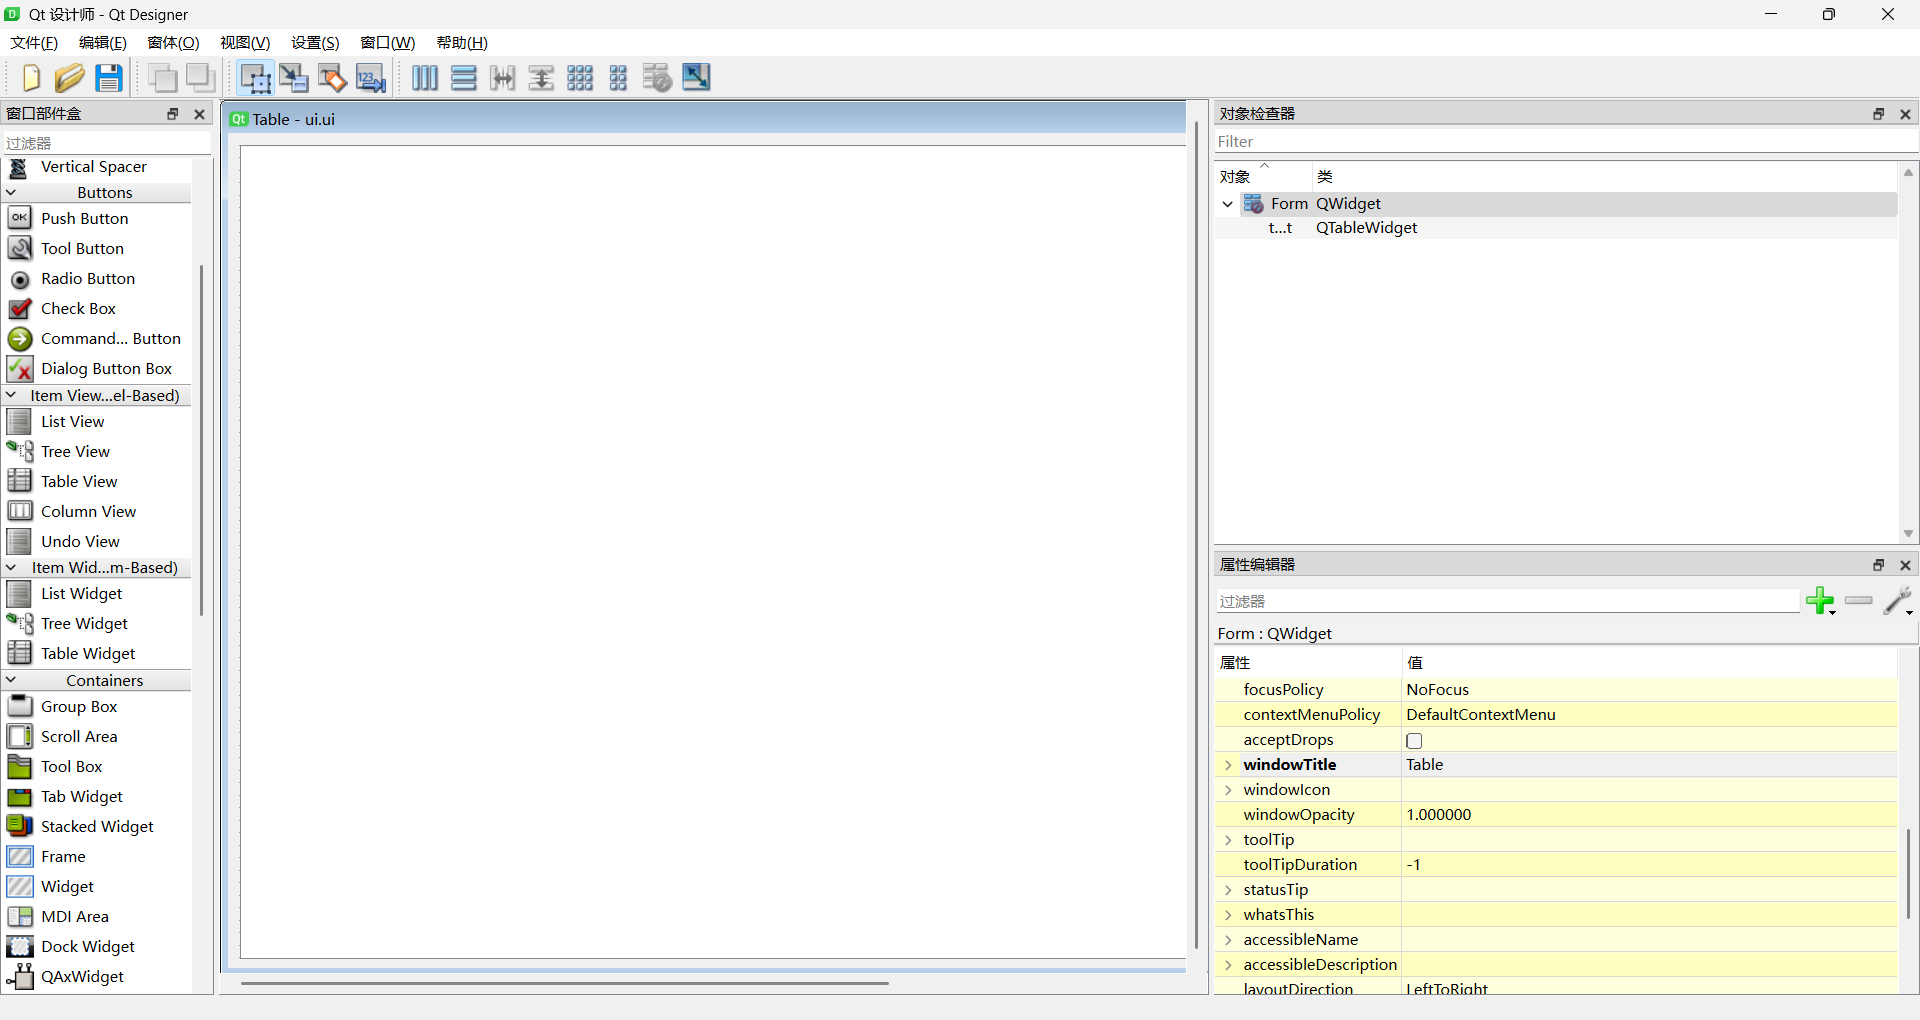 Qt 设计师 - Qt Designer
文件(F) 编辑(E) 窗体(O) 视图(V) 设置(S) 窗口(W) 帮助(H)
窗口部件盒
过滤器
Vertical Spacer
Buttons
Push Button
Tool Button
Radio Button
Check Box
Command... Button
Dialog Button Box
Item View...el-Based)
List View
Tree View
Table View
Column View
Undo View
Item Wid...m-Based)
List Widget
Tree Widget
Table Widget
Containers
Group Box
Scroll Area
Tool Box
Tab Widget
Stacked Widget
Frame
Widget
MDI Area
Dock Widget
QAxWidget
Table - ui.ui
对象检查器
Filter
对象 类
Form QWidget
t...t QTableWidget
属性编辑器
过滤器
Form : QWidget
属性 值
focusPolicy NoFocus
contextMenuPolicy DefaultContextMenu
acceptDrops
windowTitle Table
windowIcon
windowOpacity 1.000000
toolTip
toolTipDuration -1
statusTip
whatsThis
accessibleName
accessibleDescription
layoutDirection LeftToRight